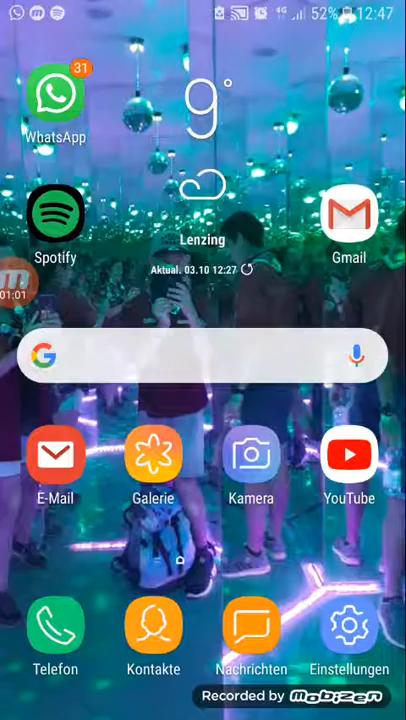 4G 52% 12:47
31
WhatsApp
9°
Lenzing
Aktual. 03.10 12:27
Spotify
Gmail
01:01
E-Mail
Galerie
Kamera
YouTube
Telefon
Kontakte
Nachrichten
Einstellungen
Recorded by Mobizen